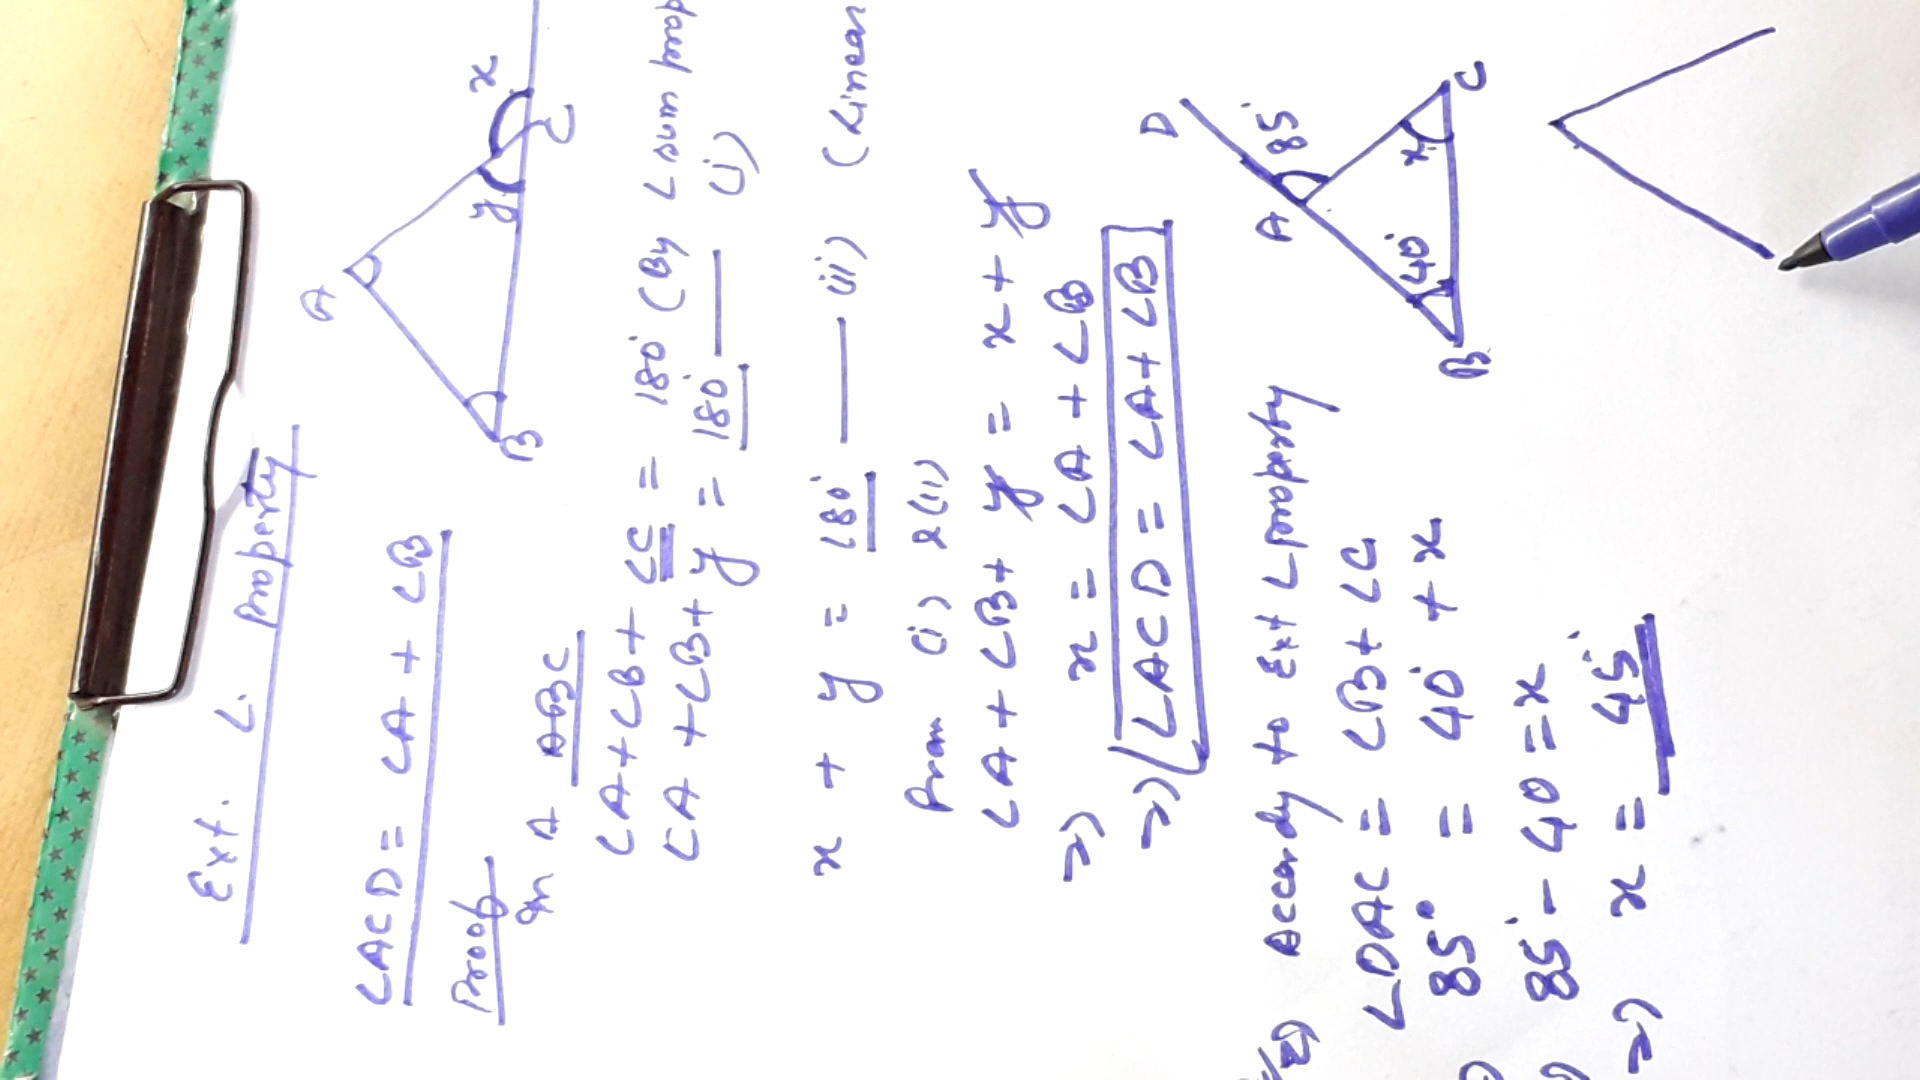 Ext. ∠. Property
A
x
y
B
C
∠ACD = ∠A + ∠B
Proof
In Δ ABC
∠A+∠B+∠C = 180° (By ∠ sum prop
∠A+∠B+y = 180° — (i)
x + y = 180° — ii) (Linear
From (i) & (ii)
∠A+∠B+y = x+y
=) x = ∠A+∠B
=) ∠ACD = ∠A+∠B
D
85°
A
40°
x
B
C
to Ext ∠ property
∠DAC = ∠B+∠C
85° = 40° + x
85° - 40 = x
=) x = 45°